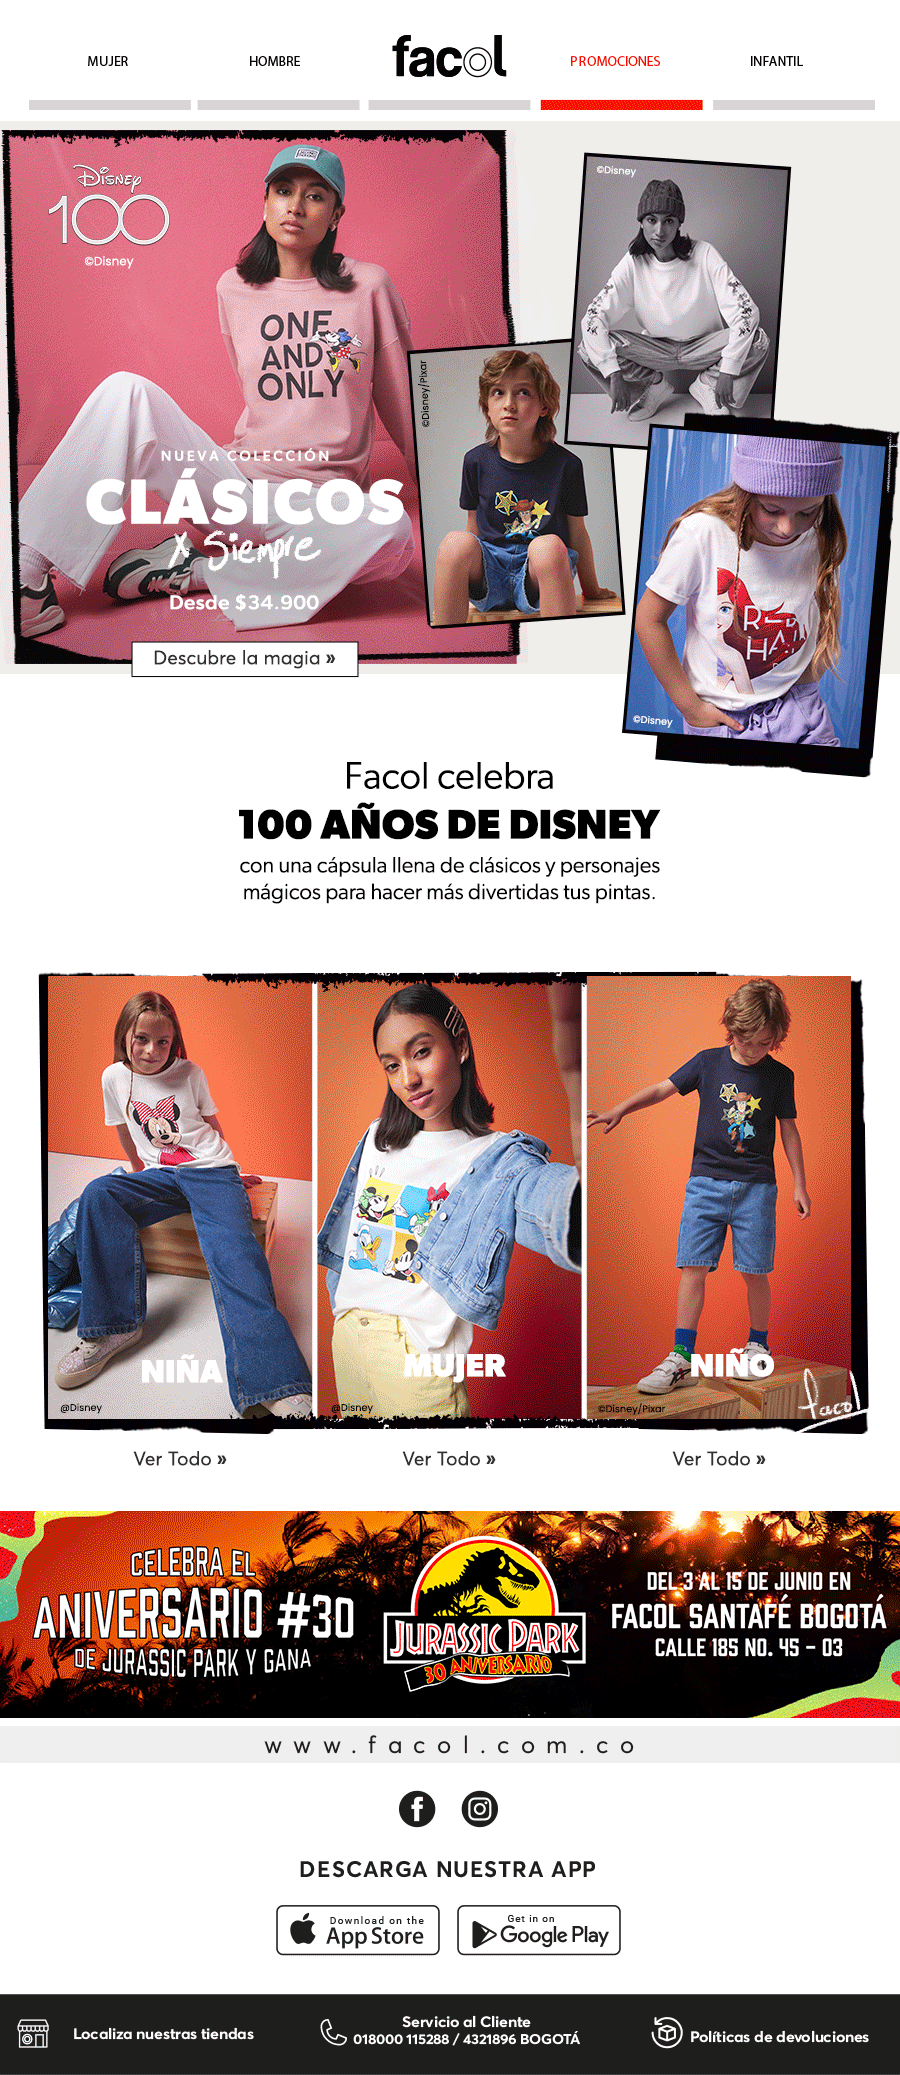 MUJER
HOMBRE
facol
PROMOCIONES
INFANTIL
Disney
100
©Disney
©Disney
ONE
AND
ONLY
©Disney/Pixar
NUEVA COLECCIÓN
CLÁSICOS
X Siempre
Desde $34.900
Descubre la magia »
©Disney
Facol celebra
100 AÑOS DE DISNEY
con una cápsula llena de clásicos y personajes
mágicos para hacer más divertidas tus pintas.
NIÑA
MUJER
NIÑO
@Disney
@Disney
©Disney/Pixar
facol
Ver Todo »
Ver Todo »
Ver Todo »
CELEBRA EL
ANIVERSARIO #30
DE JURASSIC PARK Y GANA
JURASSIC PARK
30 ANIVERSARIO
DEL 3 AL 15 DE JUNIO EN
FACOL SANTAFÉ BOGOTÁ
CALLE 185 NO. 45 - 03
www.facol.com.co
DESCARGA NUESTRA APP
Download on the
App Store
Get in on
Google Play
Localiza nuestras tiendas
Servicio al Cliente
018000 115288 / 4321896 BOGOTÁ
Políticas de devoluciones